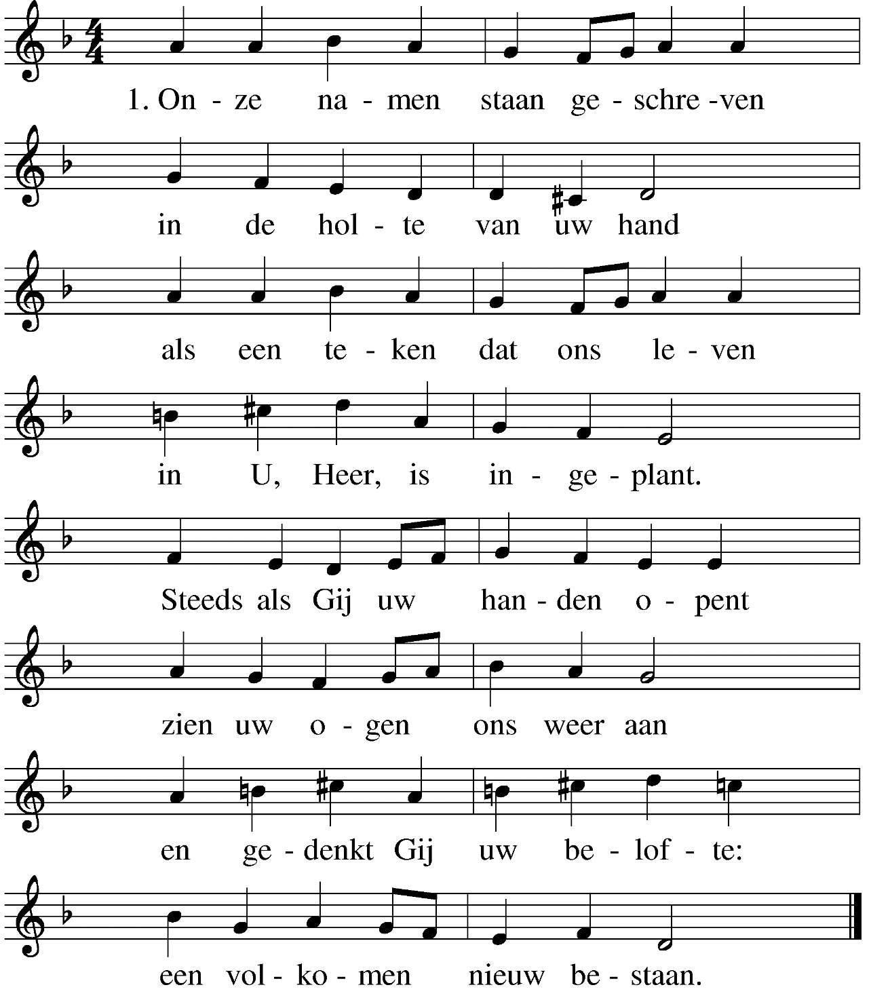 1. On - ze na - men staan ge - schre - ven
in de hol - te van uw hand
als een te - ken dat ons le - ven
in U, Heer, is in - ge - plant.
Steeds als Gij uw han - den o - pent
zien uw o - gen ons weer aan
en ge - denkt Gij uw be - lof - te:
een vol - ko - men nieuw be - staan.